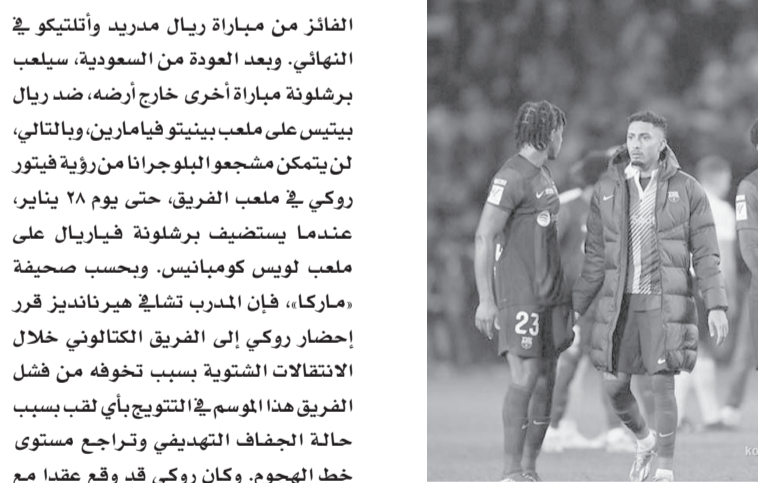 الفائز من مباراة ريال مدريد وأتلتيكو في
النهائي. وبعد العودة من السعودية، سيلعب
برشلونة مباراة أخرى خارج أرضه، ضد ريال
بيتيس على ملعب بينيتو فيامارين، وبالتالي،
لن يتمكن مشجعو البلوجرانا من رؤية فيتور
روكي في ملعب الفريق، حتى يوم ٢٨ يناير،
عندما يستضيف برشلونة فياريال على
ملعب لويس كومبانيس. وبحسب صحيفة
«ماركا»، فإن المدرب تشافي هيرنانديز قرر
إحضار روكي إلى الفريق الكتالوني خلال
الانتقالات الشتوية بسبب تخوفه من فشل
الفريق هذا الموسم في التتويج بأي لقب بسبب
حالة الجفاف التهديفي وتراجع مستوى
خط الهجوم. وكان روكي قد وقع عقدا مع
23
ko